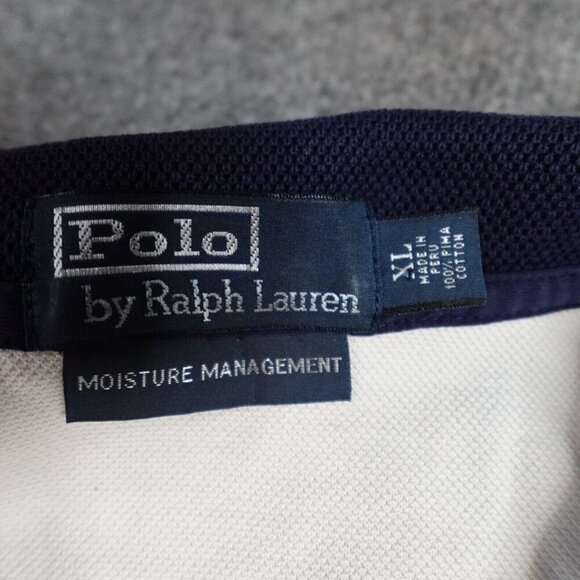 Polo
by Ralph Lauren
XL
MADE IN
PERU
100% PIMA
COTTON
MOISTURE MANAGEMENT